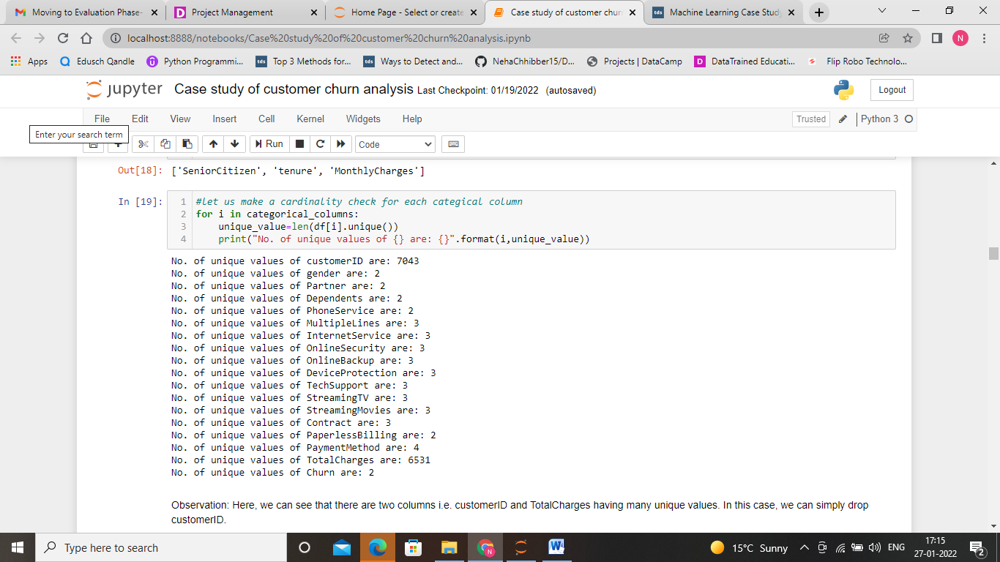 Moving to Evaluation Phase-
Project Management
Home Page - Select or create
Case study of customer churn
tds Machine Learning Case Study
localhost:8888/notebooks/Case%20study%20of%20customer%20churn%20analysis.ipynb
N
Apps
Edusch Qandle
Python Programmi...
tds Top 3 Methods for...
tds Ways to Detect and...
NehaChhibber15/D...
Projects | DataCamp
DataTrained Educati...
Flip Robo Technolo...
jupyter Case study of customer churn analysis Last Checkpoint: 01/19/2022 (autosaved)
Logout
File Edit View Insert Cell Kernel Widgets Help
Trusted
Python 3
Enter your search term
Run
Code
Out[18]: ['SeniorCitizen', 'tenure', 'MonthlyCharges']
In [19]:
1 #let us make a cardinality check for each categical column
2 for i in categorical_columns:
3 unique_value=len(df[i].unique())
4 print("No. of unique values of {} are: {}".format(i,unique_value))
No. of unique values of customerID are: 7043
No. of unique values of gender are: 2
No. of unique values of Partner are: 2
No. of unique values of Dependents are: 2
No. of unique values of PhoneService are: 2
No. of unique values of MultipleLines are: 3
No. of unique values of InternetService are: 3
No. of unique values of OnlineSecurity are: 3
No. of unique values of OnlineBackup are: 3
No. of unique values of DeviceProtection are: 3
No. of unique values of TechSupport are: 3
No. of unique values of StreamingTV are: 3
No. of unique values of StreamingMovies are: 3
No. of unique values of Contract are: 3
No. of unique values of PaperlessBilling are: 2
No. of unique values of PaymentMethod are: 4
No. of unique values of TotalCharges are: 6531
No. of unique values of Churn are: 2
Observation: Here, we can see that there are two columns i.e. customerID and TotalCharges having many unique values. In this case, we can simply drop
customerID.
Type here to search
15°C Sunny
ENG
17:15
27-01-2022
2